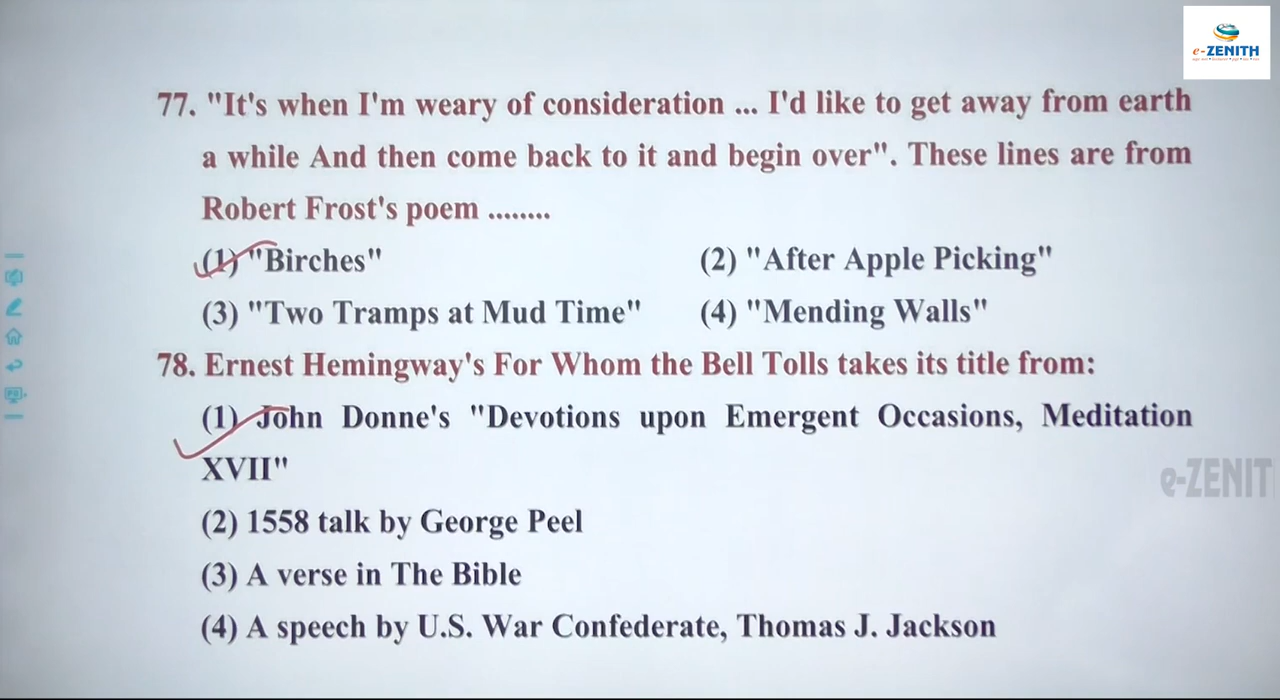 e-ZENITH
77. "It's when I'm weary of consideration ... I'd like to get away from earth
a while And then come back to it and begin over". These lines are from
Robert Frost's poem ........
(1) "Birches" (2) "After Apple Picking"
(3) "Two Tramps at Mud Time" (4) "Mending Walls"
78. Ernest Hemingway's For Whom the Bell Tolls takes its title from:
(1) John Donne's "Devotions upon Emergent Occasions, Meditation
XVII"
e-ZENIT
(2) 1558 talk by George Peel
(3) A verse in The Bible
(4) A speech by U.S. War Confederate, Thomas J. Jackson